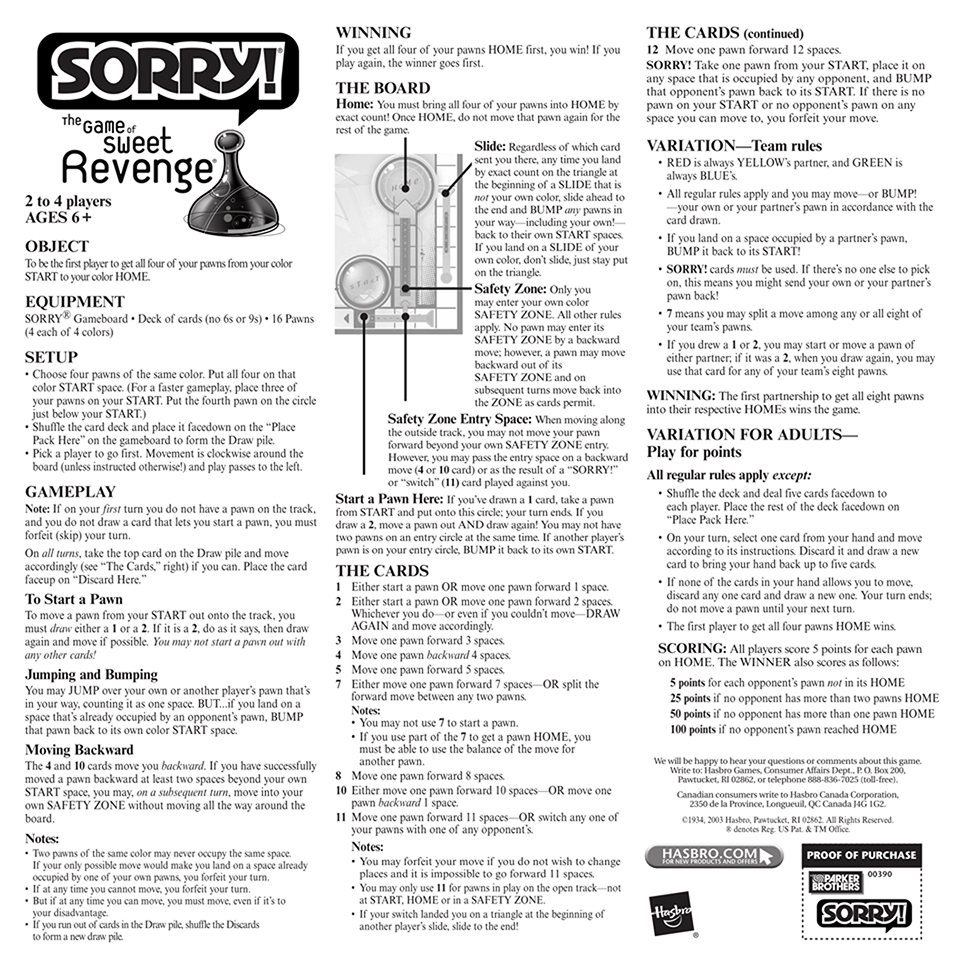 SORRY!
The Game of
Sweet
Revenge®
2 to 4 players
AGES 6+
OBJECT
To be the first player to get all four of your pawns from your color
START to your color HOME.
EQUIPMENT
SORRY® Gameboard • Deck of cards (no 6s or 9s) • 16 Pawns
(4 each of 4 colors)
SETUP
• Choose four pawns of the same color. Put all four on that
color START space. (For a faster gameplay, place three of
your pawns on your START. Put the fourth pawn on the circle
just below your START.)
• Shuffle the card deck and place it facedown on the “Place
Pack Here” on the gameboard to form the Draw pile.
• Pick a player to go first. Movement is clockwise around the
board (unless instructed otherwise!) and play passes to the left.
GAMEPLAY
Note: If on your first turn you do not have a pawn on the track,
and you do not draw a card that lets you start a pawn, you must
forfeit (skip) your turn.
On all turns, take the top card on the Draw pile and move
accordingly (see “The Cards,” right) if you can. Place the card
faceup on “Discard Here.”
To Start a Pawn
To move a pawn from your START out onto the track, you
must draw either a 1 or a 2. If it is a 2, do as it says, then draw
again and move if possible. You may not start a pawn out with
any other cards!
Jumping and Bumping
You may JUMP over your own or another player’s pawn that’s
in your way, counting it as one space. BUT...if you land on a
space that’s already occupied by an opponent’s pawn, BUMP
that pawn back to its own color START space.
Moving Backward
The 4 and 10 cards move you backward. If you have successfully
moved a pawn backward at least two spaces beyond your own
START space, you may, on a subsequent turn, move into your
own SAFETY ZONE without moving all the way around the
board.
Notes:
• Two pawns of the same color may never occupy the same space.
If your only possible move would make you land on a space already
occupied by one of your own pawns, you forfeit your turn.
• If at any time you cannot move, you forfeit your turn.
• But if at any time you can move, you must move, even if it’s to
your disadvantage.
• If you run out of cards in the Draw pile, shuffle the Discards
to form a new draw pile.
WINNING
If you get all four of your pawns HOME first, you win! If you
play again, the winner goes first.
THE BOARD
Home: You must bring all four of your pawns into HOME by
exact count! Once HOME, do not move that pawn again for the
rest of the game.
HOME
START
Slide: Regardless of which card
sent you there, any time you land
by exact count on the triangle at
the beginning of a SLIDE that is
not your own color, slide ahead to
the end and BUMP any pawns in
your way—including your own!—
back to their own START spaces.
If you land on a SLIDE of your
own color, don’t slide, just stay put
on the triangle.
Safety Zone: Only you
may enter your own color
SAFETY ZONE. All other rules
apply. No pawn may enter its
SAFETY ZONE by a backward
move; however, a pawn may move
backward out of its
SAFETY ZONE and on
subsequent turns move back into
the ZONE as cards permit.
Safety Zone Entry Space: When moving along
the outside track, you may not move your pawn
forward beyond your own SAFETY ZONE entry.
However, you may pass the entry space on a backward
move (4 or 10 card) or as the result of a “SORRY!”
or “switch” (11) card played against you.
Start a Pawn Here: If you’ve drawn a 1 card, take a pawn
from START and put onto this circle; your turn ends. If you
draw a 2, move a pawn out AND draw again! You may not have
two pawns on an entry circle at the same time. If another player’s
pawn is on your entry circle, BUMP it back to its own START.
THE CARDS
1 Either start a pawn OR move one pawn forward 1 space.
2 Either start a pawn OR move one pawn forward 2 spaces.
Whichever you do—or even if you couldn’t move—DRAW
AGAIN and move accordingly.
3 Move one pawn forward 3 spaces.
4 Move one pawn backward 4 spaces.
5 Move one pawn forward 5 spaces.
7 Either move one pawn forward 7 spaces—OR split the
forward move between any two pawns.
Notes:
• You may not use 7 to start a pawn.
• If you use part of the 7 to get a pawn HOME, you
must be able to use the balance of the move for
another pawn.
8 Move one pawn forward 8 spaces.
10 Either move one pawn forward 10 spaces—OR move one
pawn backward 1 space.
11 Move one pawn forward 11 spaces—OR switch any one of
your pawns with one of any opponent’s.
Notes:
• You may forfeit your move if you do not wish to change
places and it is impossible to go forward 11 spaces.
• You may only use 11 for pawns in play on the open track—not
at START, HOME or in a SAFETY ZONE.
• If your switch landed you on a triangle at the beginning of
another player’s slide, slide to the end!
THE CARDS (continued)
12 Move one pawn forward 12 spaces.
SORRY! Take one pawn from your START, place it on
any space that is occupied by any opponent, and BUMP
that opponent’s pawn back to its START. If there is no
pawn on your START or no opponent’s pawn on any
space you can move to, you forfeit your move.
VARIATION—Team rules
• RED is always YELLOW’s partner, and GREEN is
always BLUE’s.
• All regular rules apply and you may move—or BUMP!
—your own or your partner’s pawn in accordance with the
card drawn.
• If you land on a space occupied by a partner’s pawn,
BUMP it back to its START!
• SORRY! cards must be used. If there’s no one else to pick
on, this means you might send your own or your partner’s
pawn back!
• 7 means you may split a move among any or all eight of
your team’s pawns.
• If you drew a 1 or 2, you may start or move a pawn of
either partner; if it was a 2, when you draw again, you may
use that card for any of your team’s eight pawns.
WINNING: The first partnership to get all eight pawns
into their respective HOMEs wins the game.
VARIATION FOR ADULTS—
Play for points
All regular rules apply except:
• Shuffle the deck and deal five cards facedown to
each player. Place the rest of the deck facedown on
“Place Pack Here.”
• On your turn, select one card from your hand and move
according to its instructions. Discard it and draw a new
card to bring your hand back up to five cards.
• If none of the cards in your hand allows you to move,
discard any one card and draw a new one. Your turn ends;
do not move a pawn until your next turn.
• The first player to get all four pawns HOME wins.
SCORING: All players score 5 points for each pawn
on HOME. The WINNER also scores as follows:
5 points for each opponent’s pawn not in its HOME
25 points if no opponent has more than two pawns HOME
50 points if no opponent has more than one pawn HOME
100 points if no opponent’s pawn reached HOME
We will be happy to hear your questions or comments about this game.
Write to: Hasbro Games, Consumer Affairs Dept., P. O. Box 200,
Pawtucket, RI 02862, or telephone 888-836-7025 (toll-free).
Canadian consumers write to Hasbro Canada Corporation,
2350 de la Province, Longueuil, QC Canada J4G 1G2.
©1934, 2003 Hasbro, Pawtucket, RI 02862. All Rights Reserved.
® denotes Reg. US Pat. & TM Office.
HASBRO.COM
FOR NEW PRODUCTS AND OFFERS
Hasbro
®
PROOF OF PURCHASE
PARKER
BROTHERS
00390
SORRY!